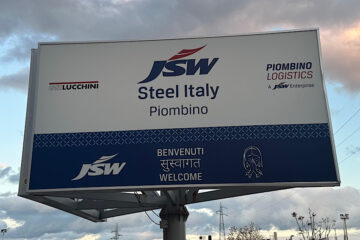 JSW
Steel Italy
Piombino
LUCCHINI
PIOMBINO
LOGISTICS
A JSW Enterprise
JSW
BENVENUTI
सुस्वागत
WELCOME